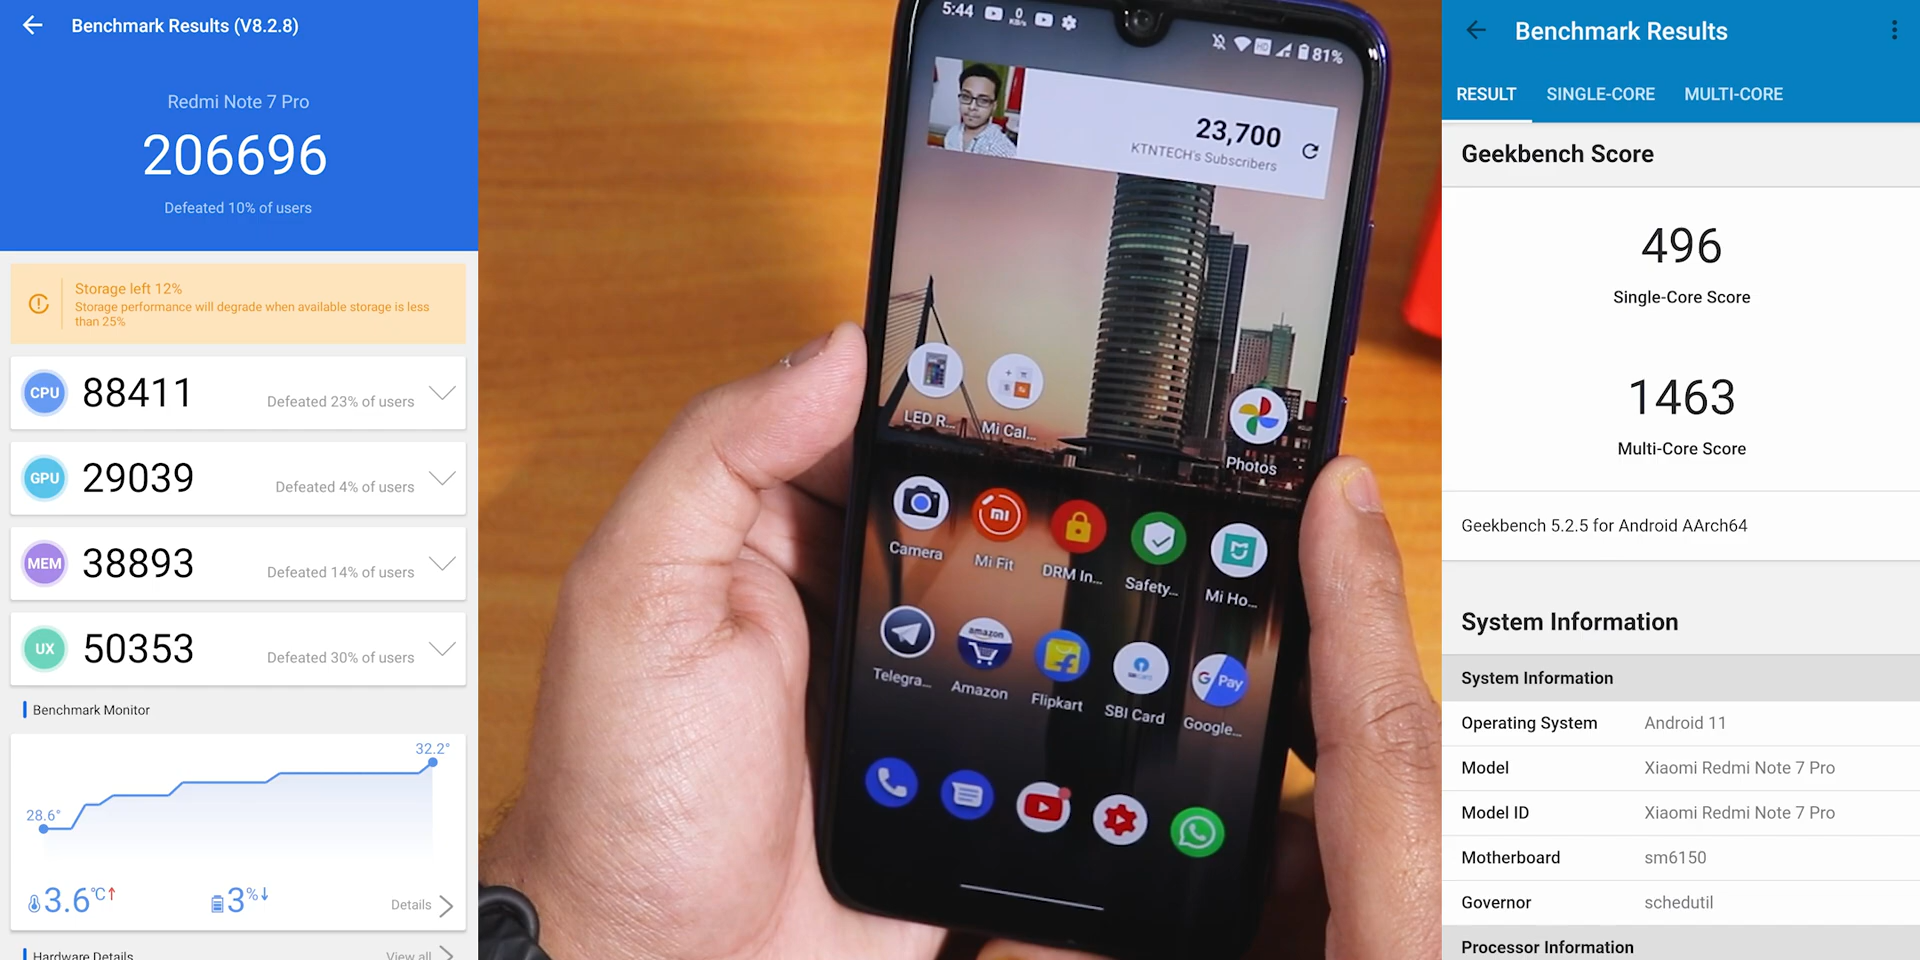 Benchmark Results (V8.2.8)
Redmi Note 7 Pro
206696
Defeated 10% of users
Storage left 12%
Storage performance will degrade when available storage is less
than 25%
CPU 88411 Defeated 23% of users
GPU 29039 Defeated 4% of users
MEM 38893 Defeated 14% of users
UX 50353 Defeated 30% of users
Benchmark Monitor
32.2°
28.6°
3.6℃↑ 3%↓ Details
Hardware Details View all
5:44 0 KB/s HD 81%
23,700
KTNTECH's Subscribers
LED R... Mi Cal... Photos
Camera Mi Fit DRM In... Safety... Mi Ho...
Telegra... Amazon Flipkart SBI Card Google...
Benchmark Results
RESULT SINGLE-CORE MULTI-CORE
Geekbench Score
496
Single-Core Score
1463
Multi-Core Score
Geekbench 5.2.5 for Android AArch64
System Information
System Information
Operating System Android 11
Model Xiaomi Redmi Note 7 Pro
Model ID Xiaomi Redmi Note 7 Pro
Motherboard sm6150
Governor schedutil
Processor Information